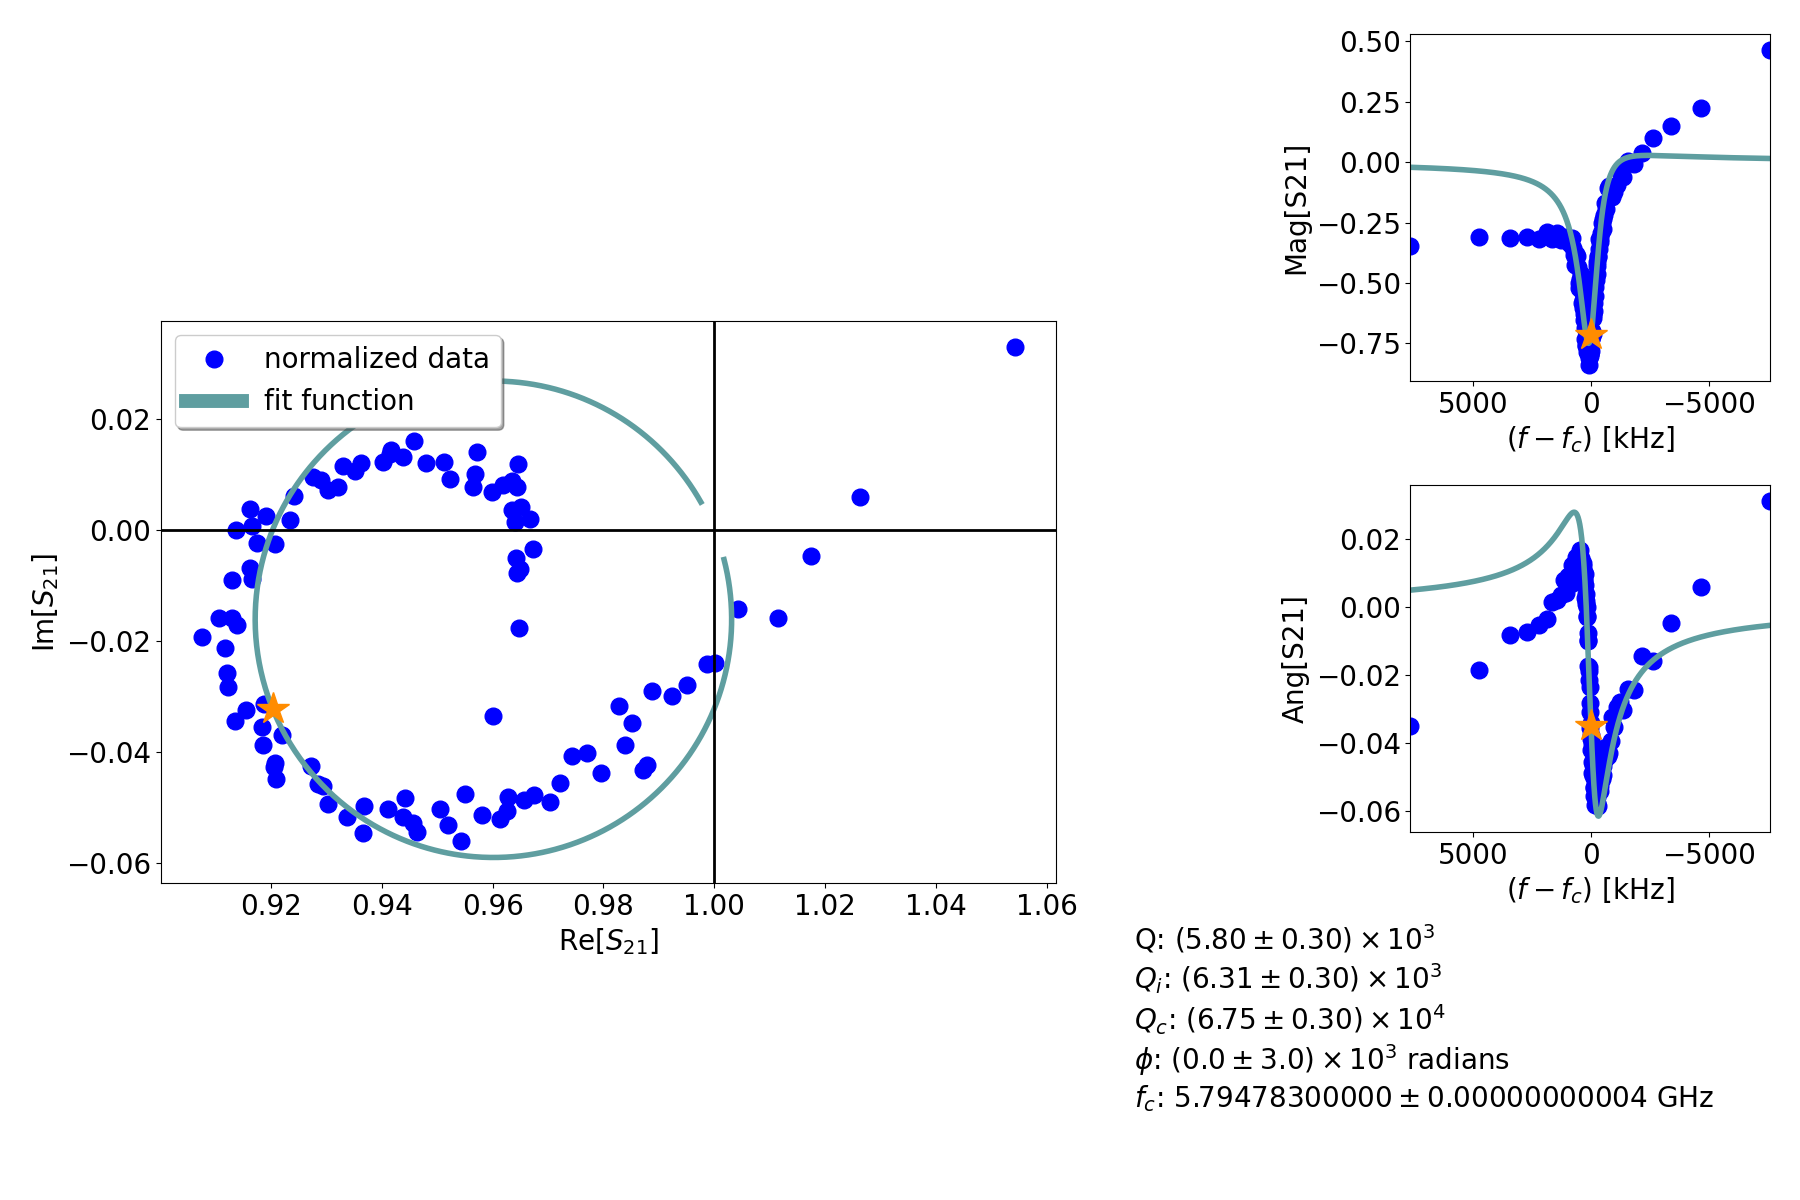 normalized data
fit function
0.02
0.00
−0.02
−0.04
−0.06
Im[S21]
0.92 0.94 0.96 0.98 1.00 1.02 1.04 1.06
Re[S21]
0.50
0.25
0.00
−0.25
−0.50
−0.75
Mag[S21]
5000 0 −5000
(f − fc) [kHz]
0.02
0.00
−0.02
−0.04
−0.06
Ang[S21]
5000 0 −5000
(f − fc) [kHz]
Q: (5.80 ± 0.30) × 10^3
Qi: (6.31 ± 0.30) × 10^3
Qc: (6.75 ± 0.30) × 10^4
ϕ: (0.0 ± 3.0) × 10^3 radians
fc: 5.79478300000 ± 0.00000000004 GHz